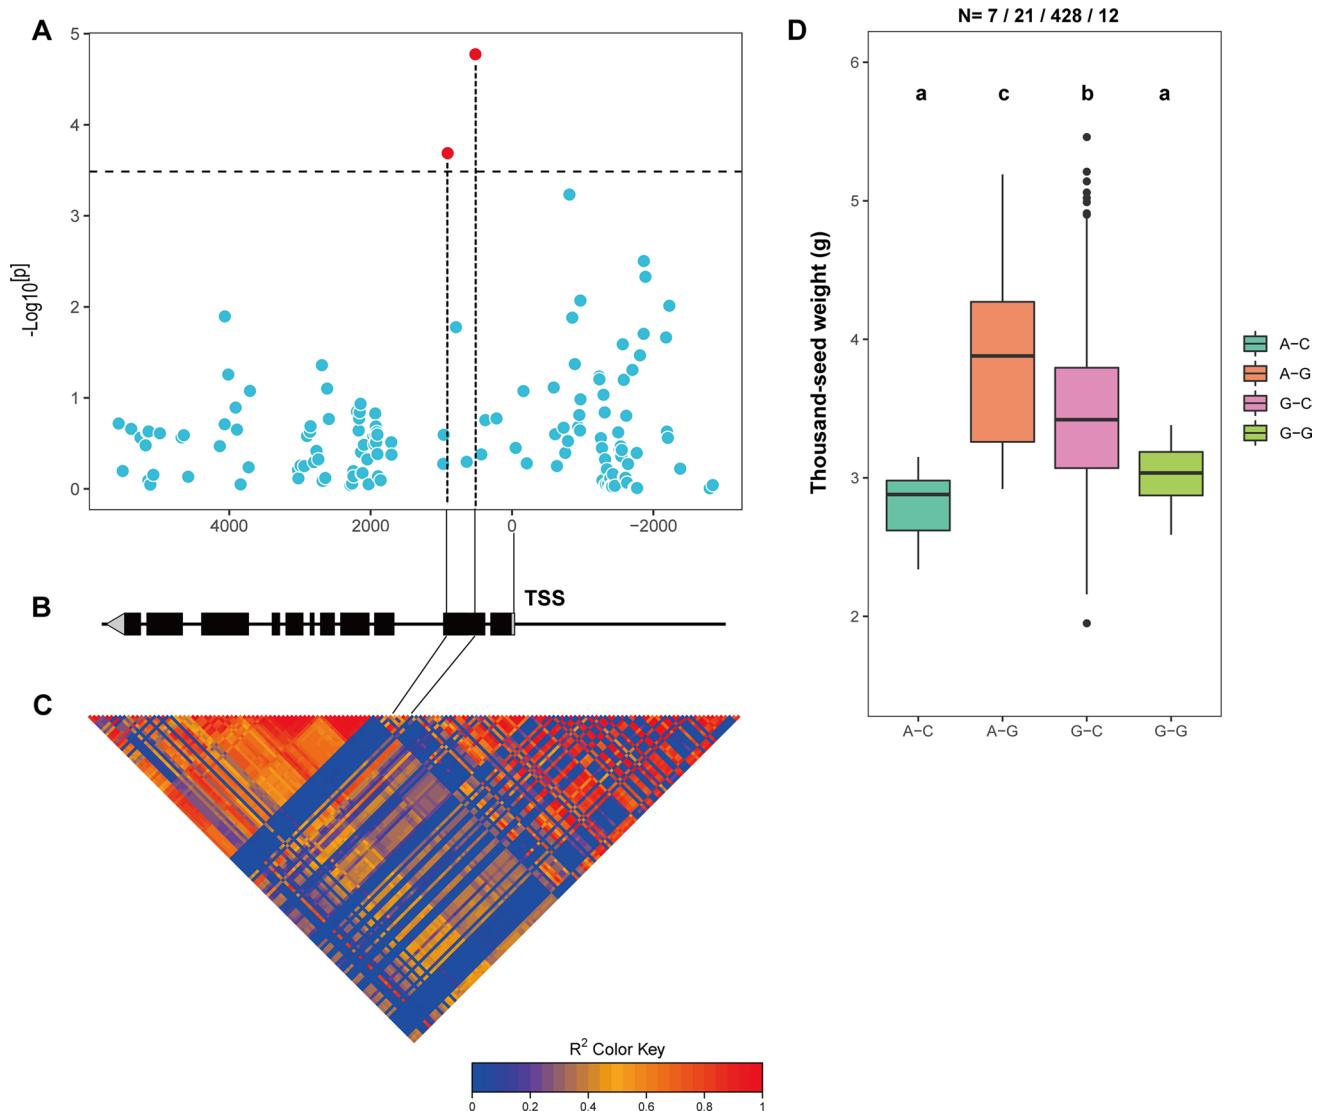 A
5
4
3
2
1
0
-Log10[p]
4000
2000
0
−2000
B
TSS
C
R2 Color Key
0
0.2
0.4
0.6
0.8
1
D
N= 7 / 21 / 428 / 12
6
5
4
3
2
Thousand-seed weight (g)
a
c
b
a
A−C
A−G
G−C
G−G
A−C
A−G
G−C
G−G